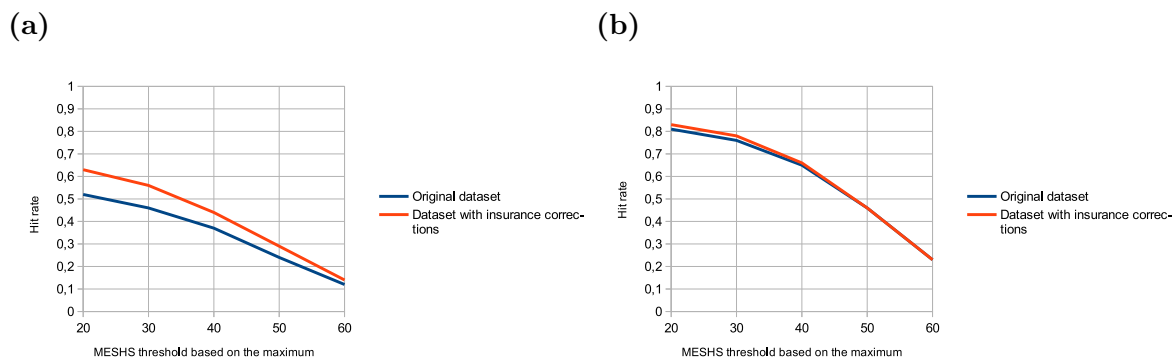 (a)
1
0,9
0,8
0,7
0,6
0,5
0,4
0,3
0,2
0,1
0
Hit rate
20 30 40 50 60
MESHS threshold based on the maximum
Original dataset
Dataset with insurance correc-
tions
(b)
1
0,9
0,8
0,7
0,6
0,5
0,4
0,3
0,2
0,1
0
Hit rate
20 30 40 50 60
MESHS threshold based on the maximum
Original dataset
Dataset with insurance correc-
tions